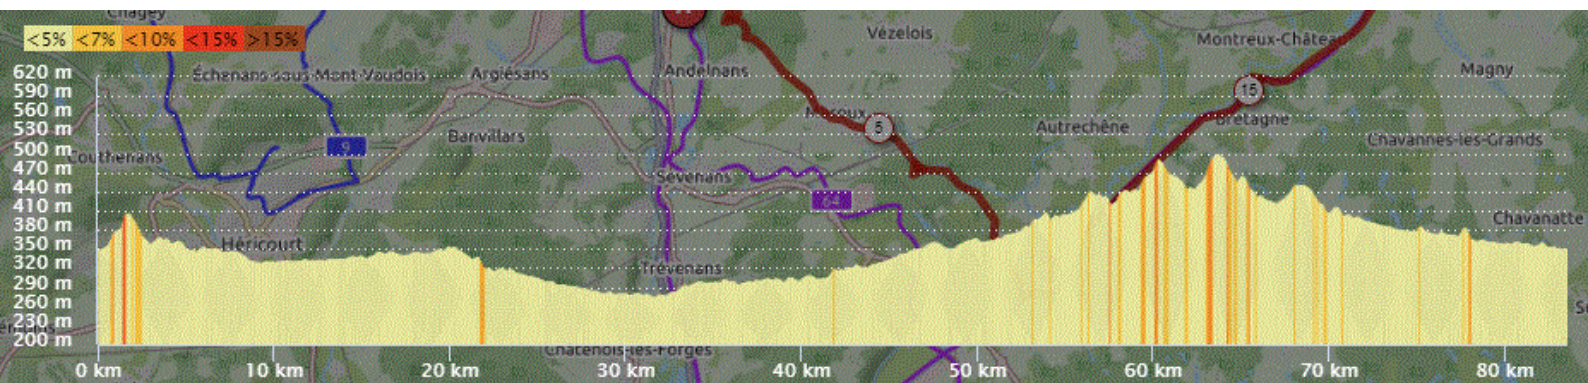 Chagey
<5% <7% <10% <15% >15%
Vézelois
Montreux-Château
620 m
Échenans-sous-Mont-Vaudois
Argiésans
Andelnans
Magny
590 m
15
560 m
Meroux
Bretagne
530 m
5
Autrechêne
Banvillars
Chavannes-les-Grands
500 m
9
Couthenans
470 m
Sévenans
440 m
64
410 m
Chavanatte
380 m
350 m
Héricourt
320 m
Trévenans
290 m
260 m
230 m
200 m
Châtenois-les-Forges
0 km 10 km 20 km 30 km 40 km 50 km 60 km 70 km 80 km